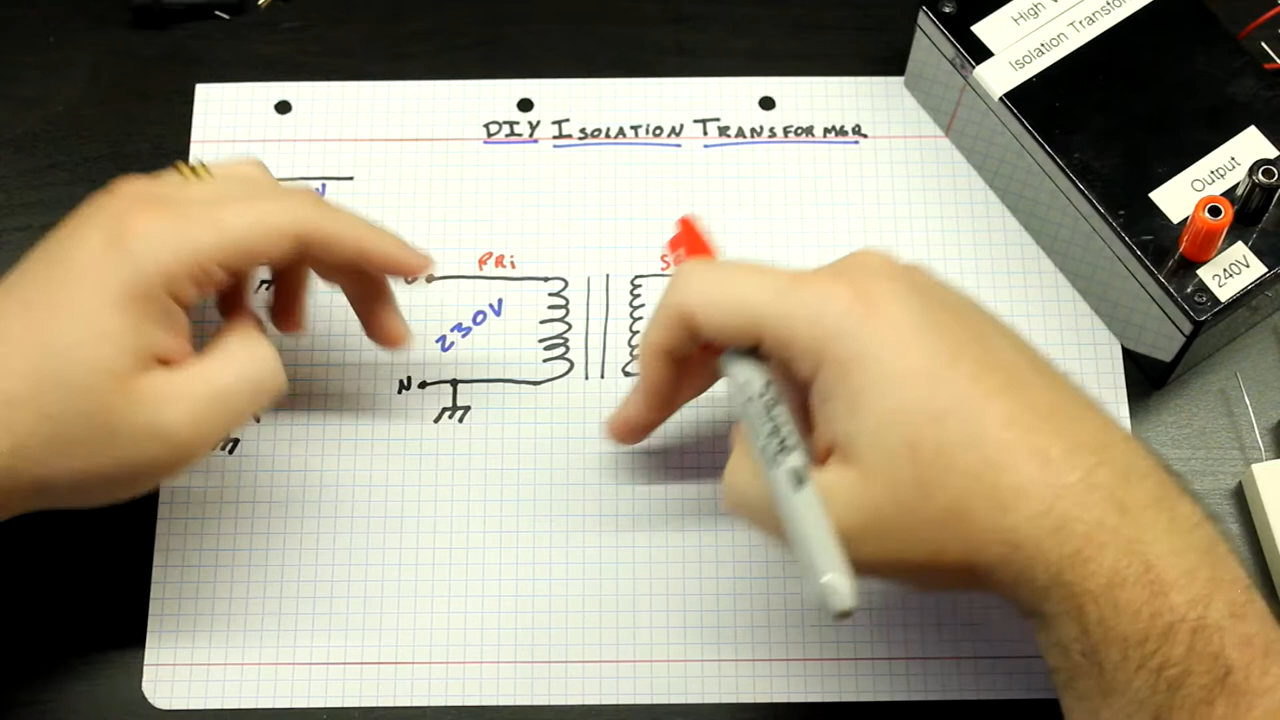 High
Isolation Transfor
DIY ISOLATION TRANSFORMER
Output
240V
PRi
230V
N